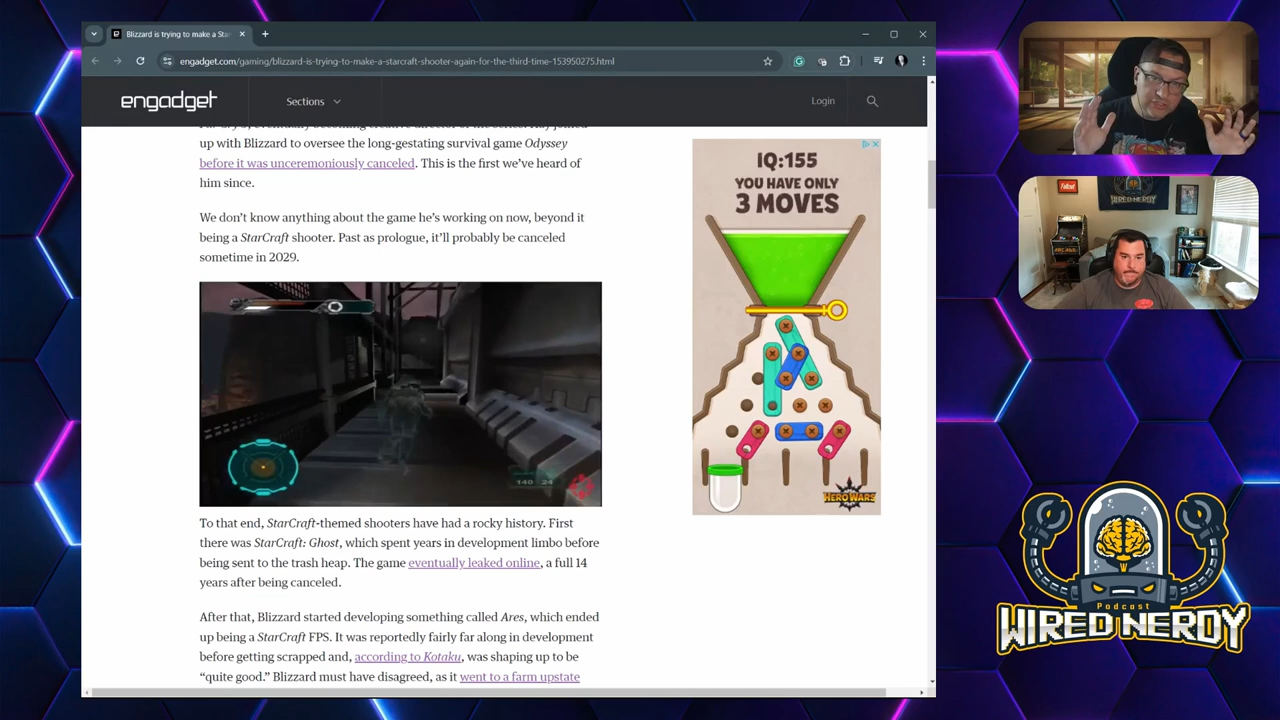 Blizzard is trying to make a Sta
engadget.com/gaming/blizzard-is-trying-to-make-a-starcraft-shooter-again-for-the-third-time-153950275.html
engadget
Sections
Login
up with Blizzard to oversee the long-gestating survival game Odyssey
before it was unceremoniously canceled. This is the first we've heard of
him since.
We don't know anything about the game he's working on now, beyond it
being a StarCraft shooter. Past as prologue, it'll probably be canceled
sometime in 2029.
140 24
To that end, StarCraft-themed shooters have had a rocky history. First
there was StarCraft: Ghost, which spent years in development limbo before
being sent to the trash heap. The game eventually leaked online, a full 14
years after being canceled.
After that, Blizzard started developing something called Ares, which ended
up being a StarCraft FPS. It was reportedly fairly far along in development
before getting scrapped and, according to Kotaku, was shaping up to be
“quite good.” Blizzard must have disagreed, as it went to a farm upstate
IQ:155
YOU HAVE ONLY
3 MOVES
HERO WARS
Fallout
WIRED NERDY
Podcast
WIRED NERDY